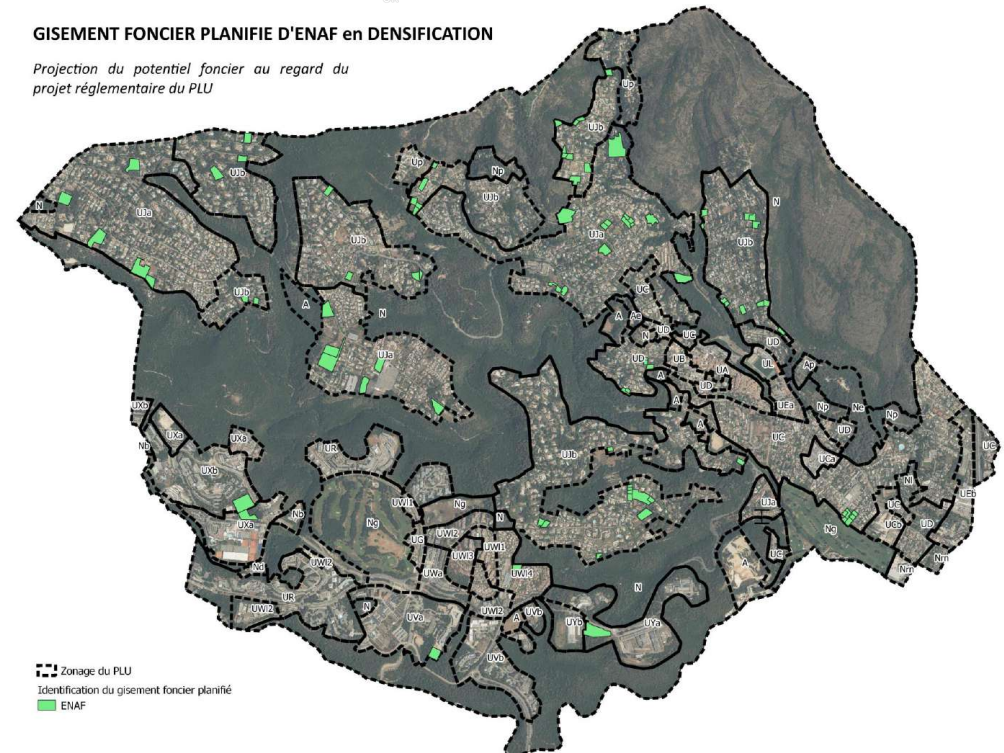 GISEMENT FONCIER PLANIFIE D'ENAF en DENSIFICATION
Projection du potentiel foncier au regard du
projet réglementaire du PLU
Up
UJb
UJb
Up
Np
UJb
N
N
UJa
UJb
UJa
UJb
UC
UJb
A
N
A
Ae
N
UD
UC
UD
UJa
UD
UB
UA
UL
Ap
A
UD
UEa
Np
Ne
Np
A
UD
UXb
UXa
UXa
A
UC
UC
Nb
UR
UJb
UCa
UXb
NI
UEb
UWI1
Ng
N
UJa
UC
Nb
Ng
Ng
UCb
UD
UXa
UG
UWI2
UWI1
UC
Nm
Nd
UWI2
UWI3
A
Nm
UWa
UWI4
UR
N
N
UWI2
UVa
UWI2
A
UVb
UYb
UYa
UVb
Zonage du PLU
Identification du gisement foncier planifié
ENAF